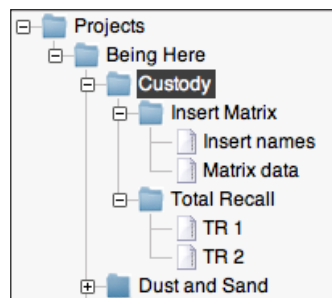 Projects
Being Here
Custody
Insert Matrix
Insert names
Matrix data
Total Recall
TR 1
TR 2
Dust and Sand